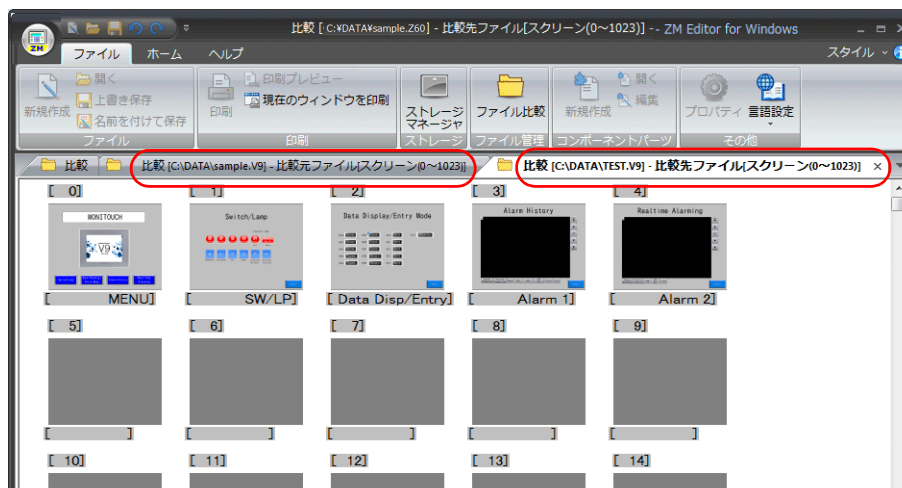 比較 [C:¥DATA¥sample.Z60] - 比較先ファイル[スクリーン(0～1023)] -- ZM Editor for Windows
ZM
ファイル ホーム ヘルプ スタイル
新規作成 開く 上書き保存 名前を付けて保存
印刷 印刷プレビュー 現在のウィンドウを印刷
ストレージマネージャ ファイル比較 新規作成 開く 編集 プロパティ 言語設定
ファイル 印刷 ストレージ ファイル管理 コンポーネントパーツ その他
比較 比較 [C:\DATA\sample.V9] - 比較元ファイル[スクリーン(0～1023)] 比較 [C:\DATA\TEST.V9] - 比較先ファイル[スクリーン(0～1023)] ×
[ 0] [ 1] [ 2] [ 3] [ 4]
MONITOUCH Switch/Lamp Data Display/Entry Mode Alarm History Realtime Alarming
V9
[ MENU] [ SW/LP] [ Data Disp/Entry] [ Alarm 1] [ Alarm 2]
[ 5] [ 6] [ 7] [ 8] [ 9]
[ ] [ ] [ ] [ ] [ ]
[ 10] [ 11] [ 12] [ 13] [ 14]